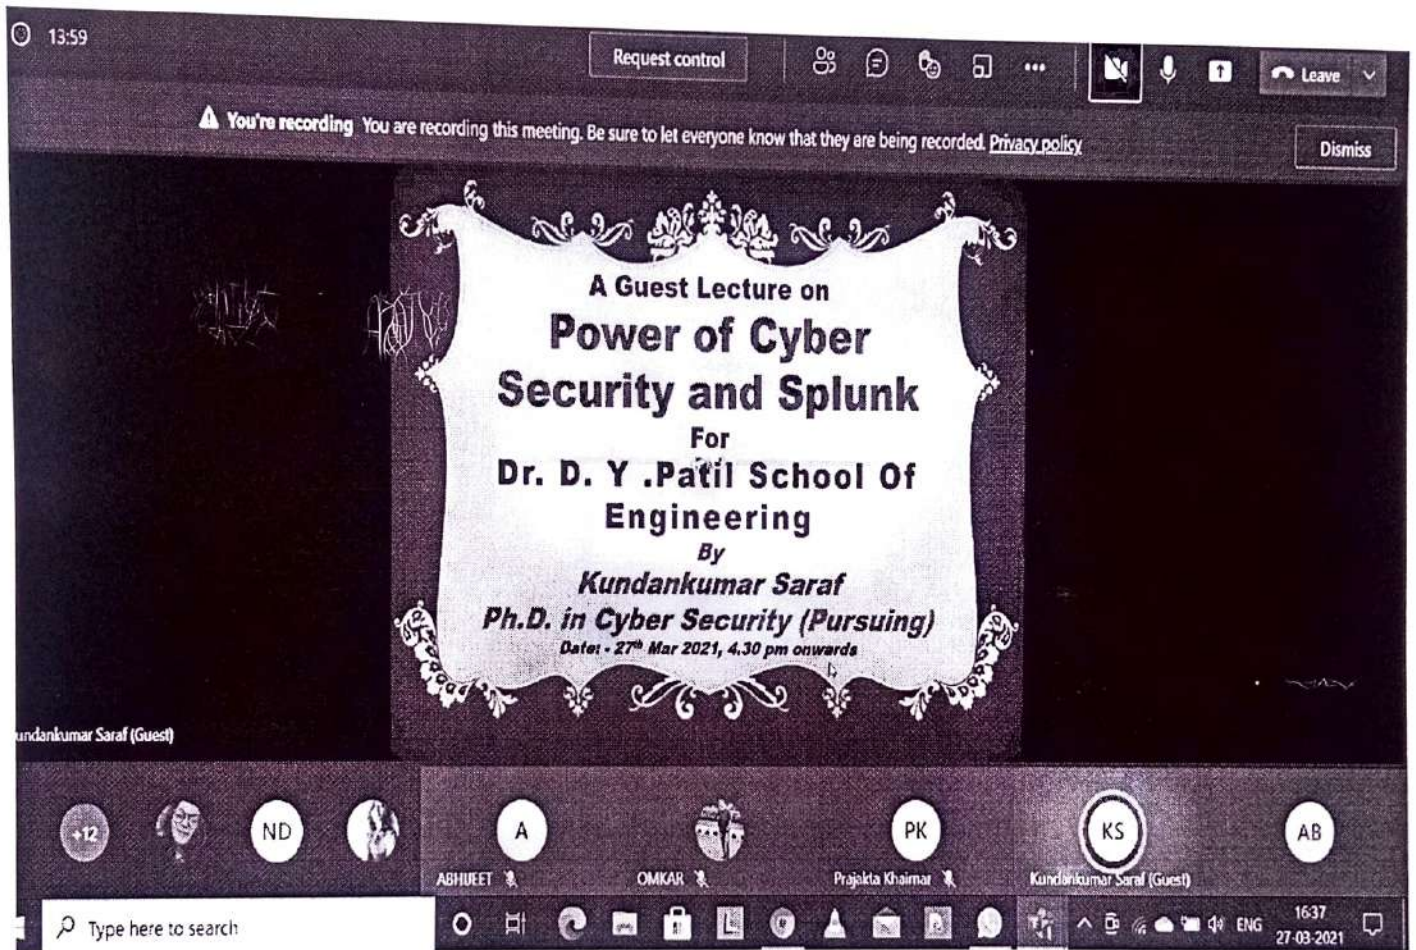 13:59
Request control
Leave
You're recording You are recording this meeting. Be sure to let everyone know that they are being recorded. Privacy policy
Dismiss
A Guest Lecture on
Power of Cyber
Security and Splunk
For
Dr. D. Y .Patil School Of
Engineering
By
Kundankumar Saraf
Ph.D. in Cyber Security (Pursuing)
Date: - 27th Mar 2021, 4.30 pm onwards
undankumar Saraf (Guest)
+12
ND
A
PK
KS
AB
ABHIJEET
OMKAR
Prajakta Khairnar
Kundankumar Saraf (Guest)
Type here to search
ENG
16:37
27-03-2021